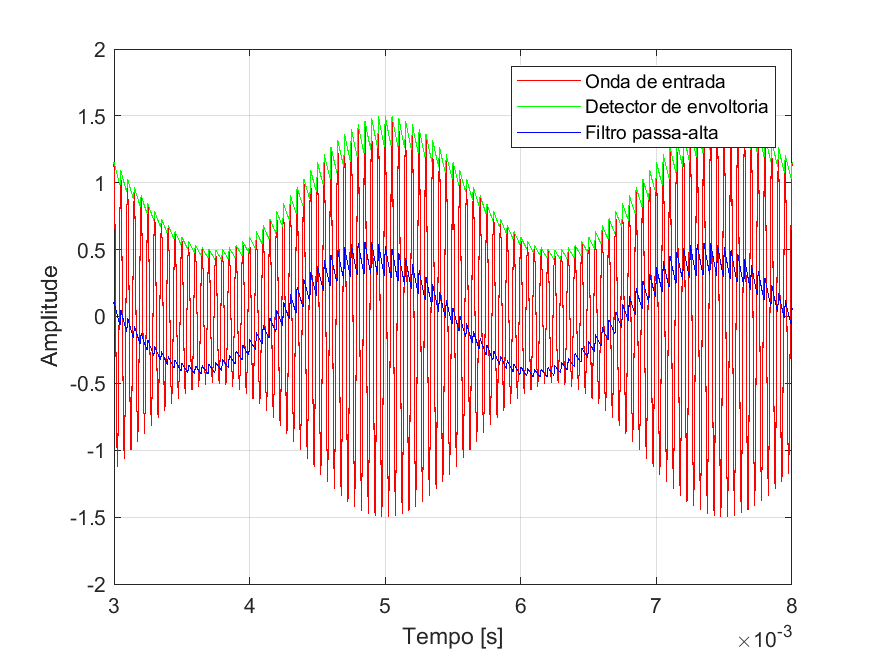 2
1.5
1
0.5
0
-0.5
-1
-1.5
-2
Amplitude
Onda de entrada
Detector de envoltoria
Filtro passa-alta
3 4 5 6 7 8
Tempo [s]
×10⁻³